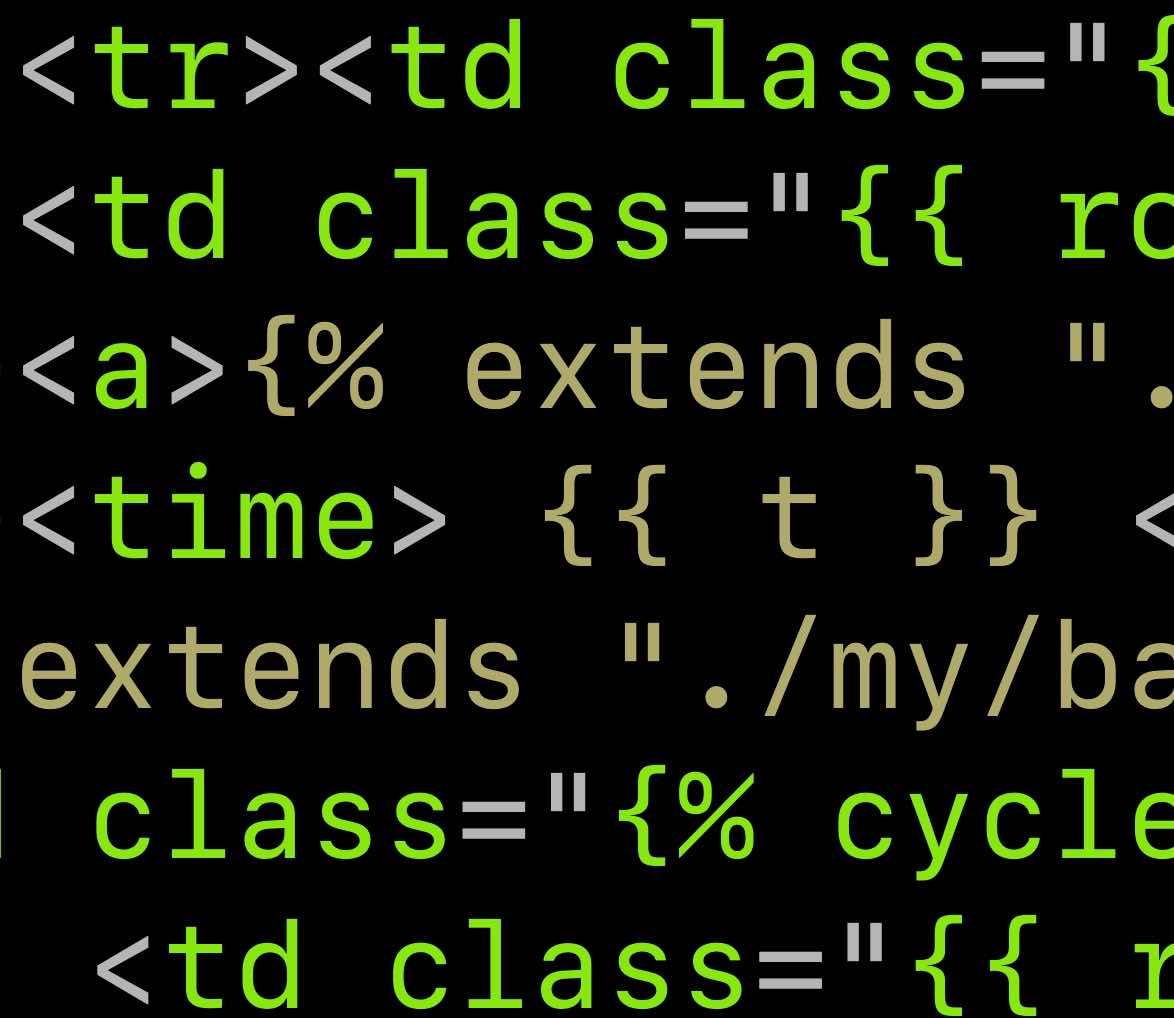 <tr><td class="{
<td class="{{ ro
<a>{% extends ".
<time> {{ t }} <
extends "./my/ba
class="{% cycle
<td class="{{ r